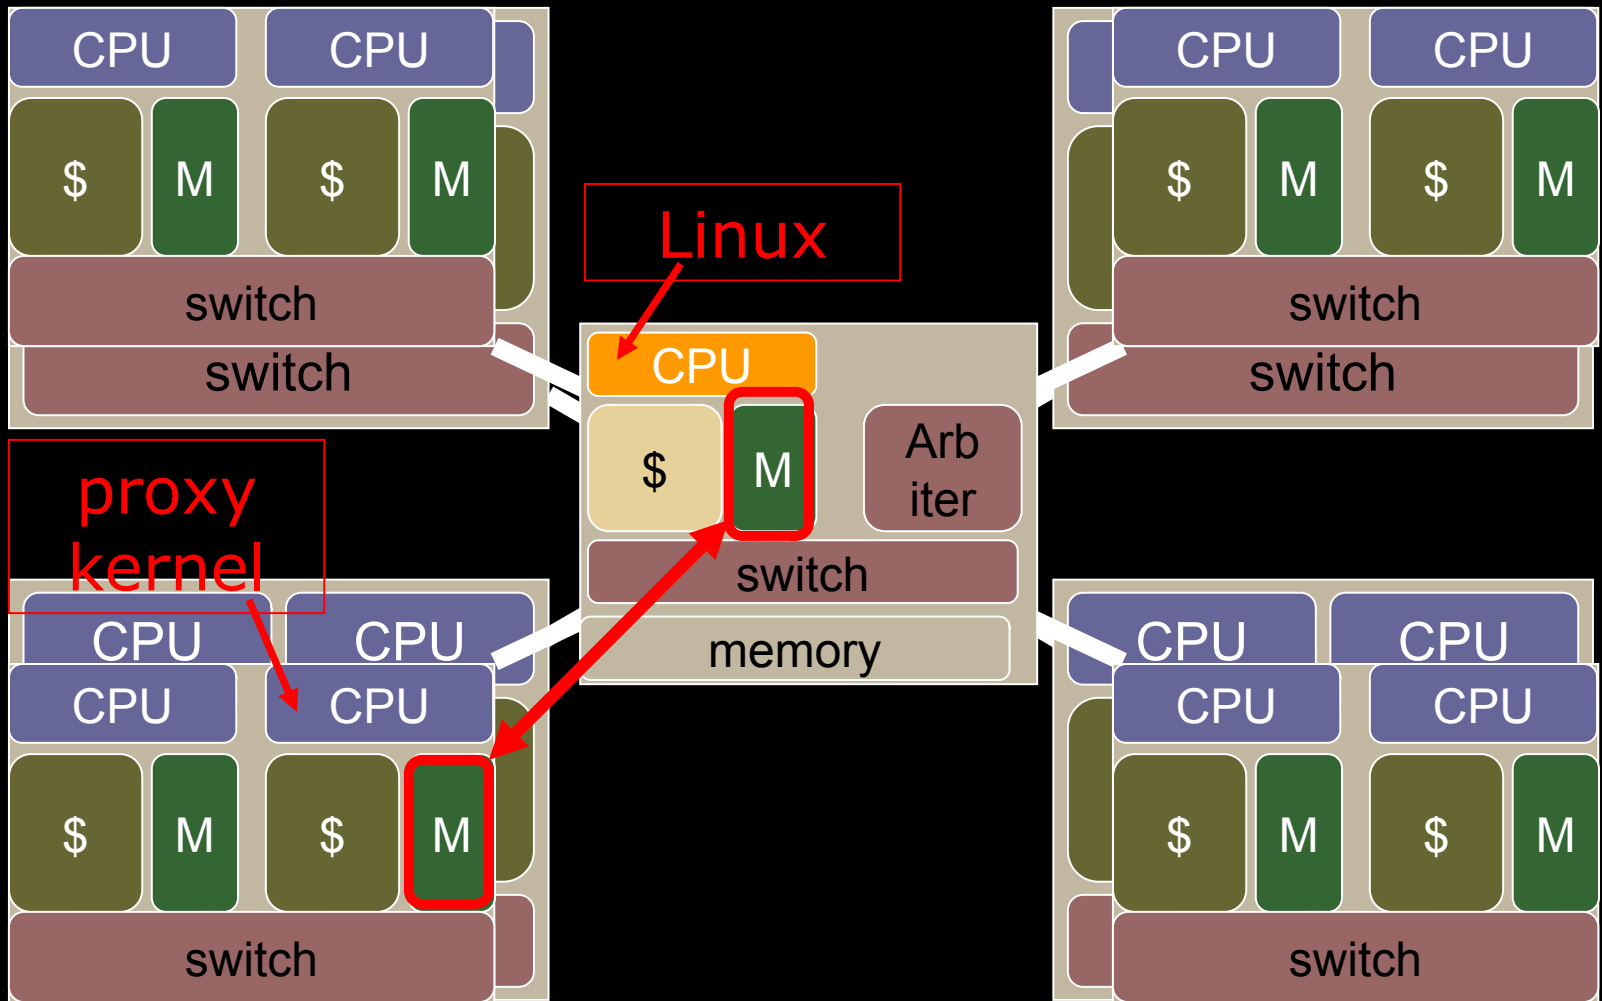 CPU CPU
$ M $ M
switch
switch
CPU CPU
$ M $ M
switch
switch
Linux
CPU
$ M
Arb
iter
switch
memory
proxy
kernel
CPU CPU
CPU CPU
$ M $ M
switch
CPU CPU
CPU CPU
$ M $ M
switch